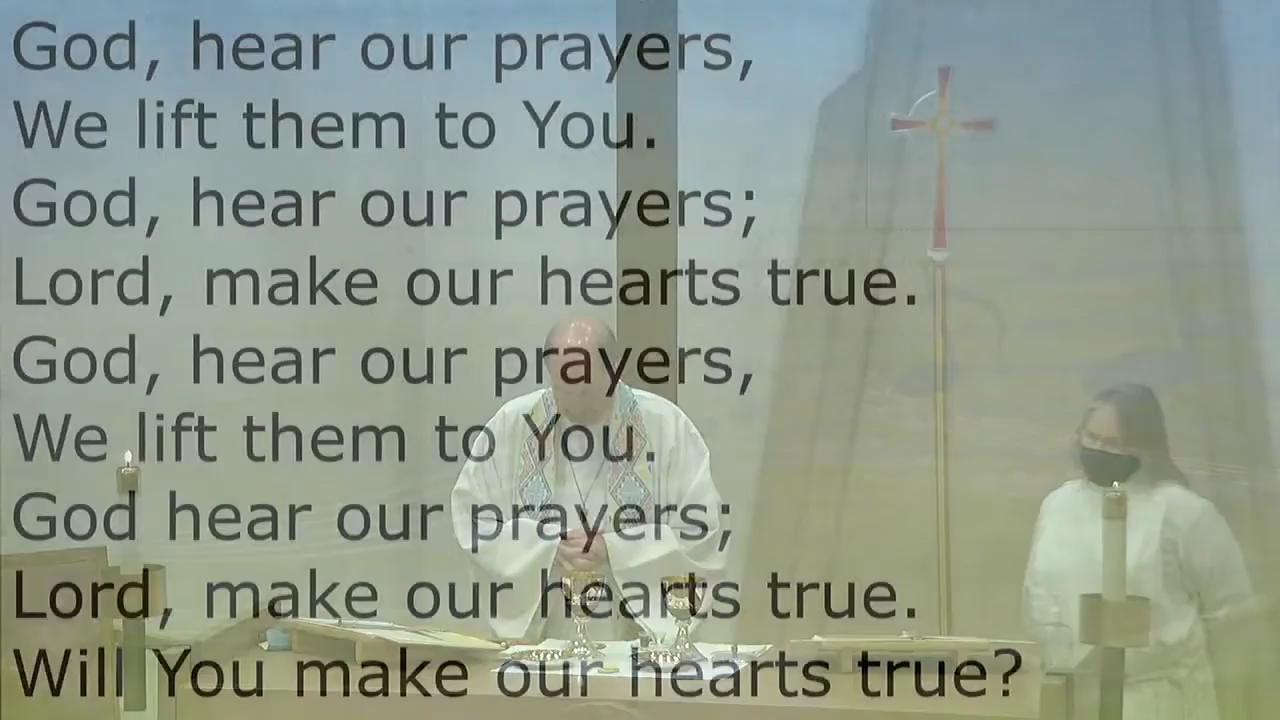 God, hear our prayers,
We lift them to You.
God, hear our prayers;
Lord, make our hearts true.
God, hear our prayers,
We lift them to You.
God hear our prayers;
Lord, make our hearts true.
Will You make our hearts true?